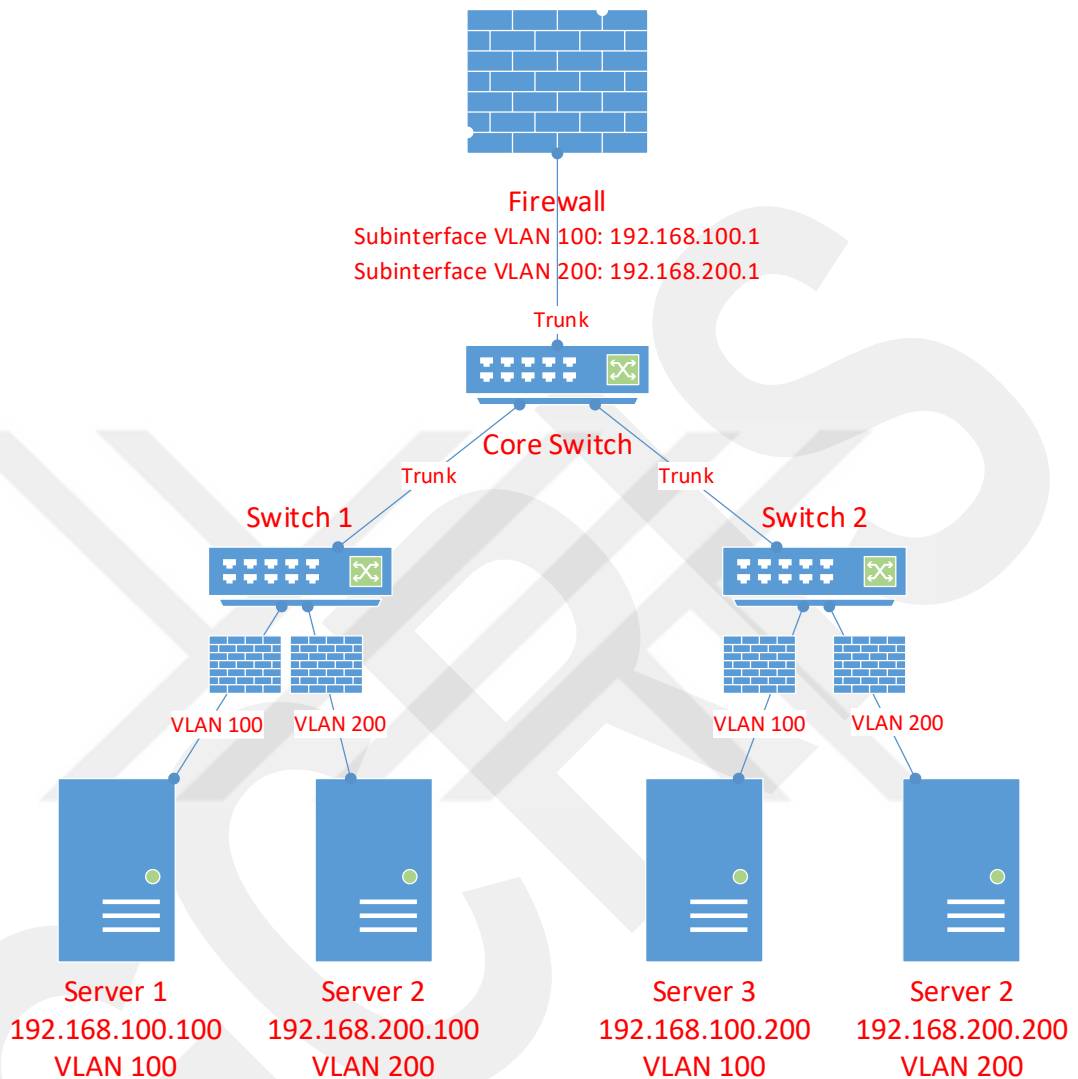 Firewall
Subinterface VLAN 100: 192.168.100.1
Subinterface VLAN 200: 192.168.200.1
Trunk
Core Switch
Trunk
Trunk
Switch 1
Switch 2
VLAN 100
VLAN 200
VLAN 100
VLAN 200
Server 1
192.168.100.100
VLAN 100
Server 2
192.168.200.100
VLAN 200
Server 3
192.168.100.200
VLAN 100
Server 2
192.168.200.200
VLAN 200